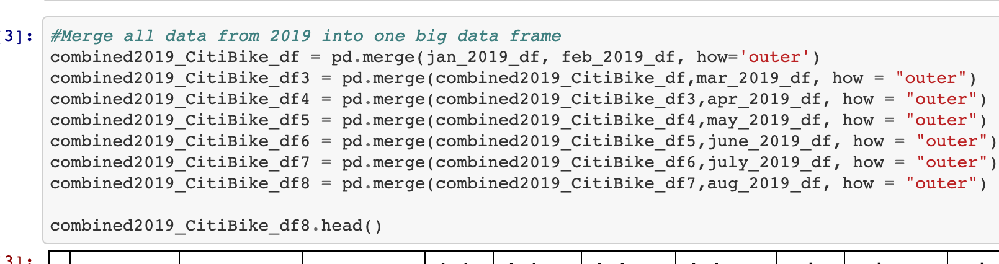 3]:
#Merge all data from 2019 into one big data frame
combined2019_CitiBike_df = pd.merge(jan_2019_df, feb_2019_df, how='outer')
combined2019_CitiBike_df3 = pd.merge(combined2019_CitiBike_df,mar_2019_df, how = "outer")
combined2019_CitiBike_df4 = pd.merge(combined2019_CitiBike_df3,apr_2019_df, how = "outer")
combined2019_CitiBike_df5 = pd.merge(combined2019_CitiBike_df4,may_2019_df, how = "outer")
combined2019_CitiBike_df6 = pd.merge(combined2019_CitiBike_df5,june_2019_df, how = "outer")
combined2019_CitiBike_df7 = pd.merge(combined2019_CitiBike_df6,july_2019_df, how = "outer")
combined2019_CitiBike_df8 = pd.merge(combined2019_CitiBike_df7,aug_2019_df, how = "outer")
combined2019_CitiBike_df8.head()
3]: